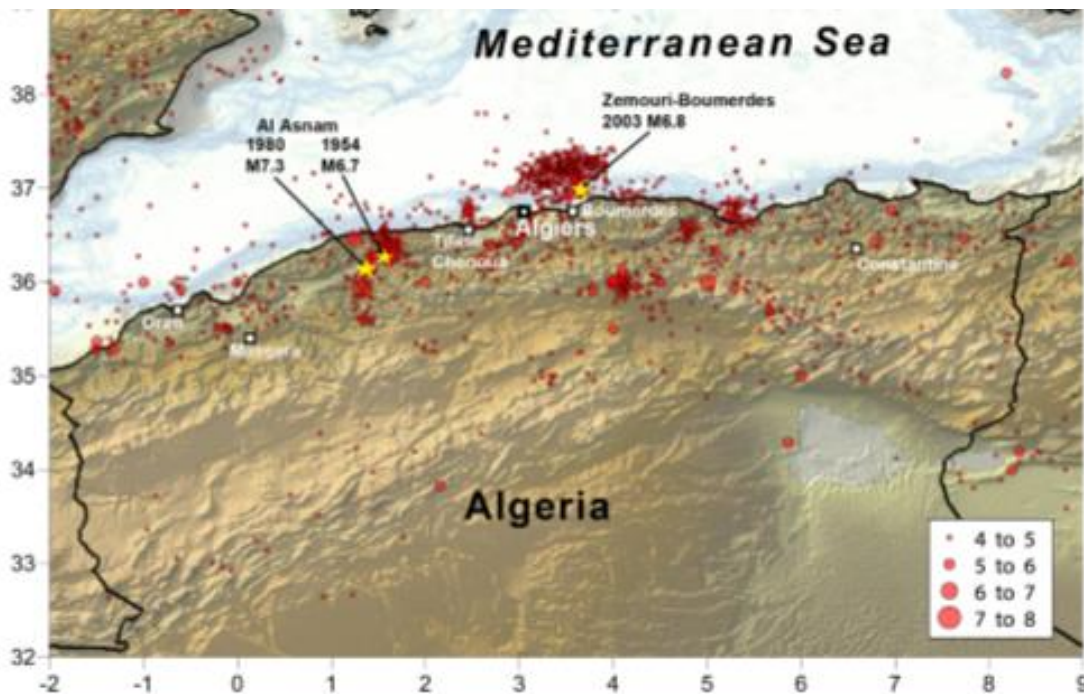 Mediterranean Sea
38
Zemouri-Boumerdes
2003 M6.8
Al Asnam
1980 1954
M7.3 M6.7
37
Boumerdes
Algiers
Chenoua
Constantine
36
Oran
35
34
Algeria
33
4 to 5
5 to 6
6 to 7
7 to 8
32
-2 -1 0 1 2 3 4 5 6 7 8 9